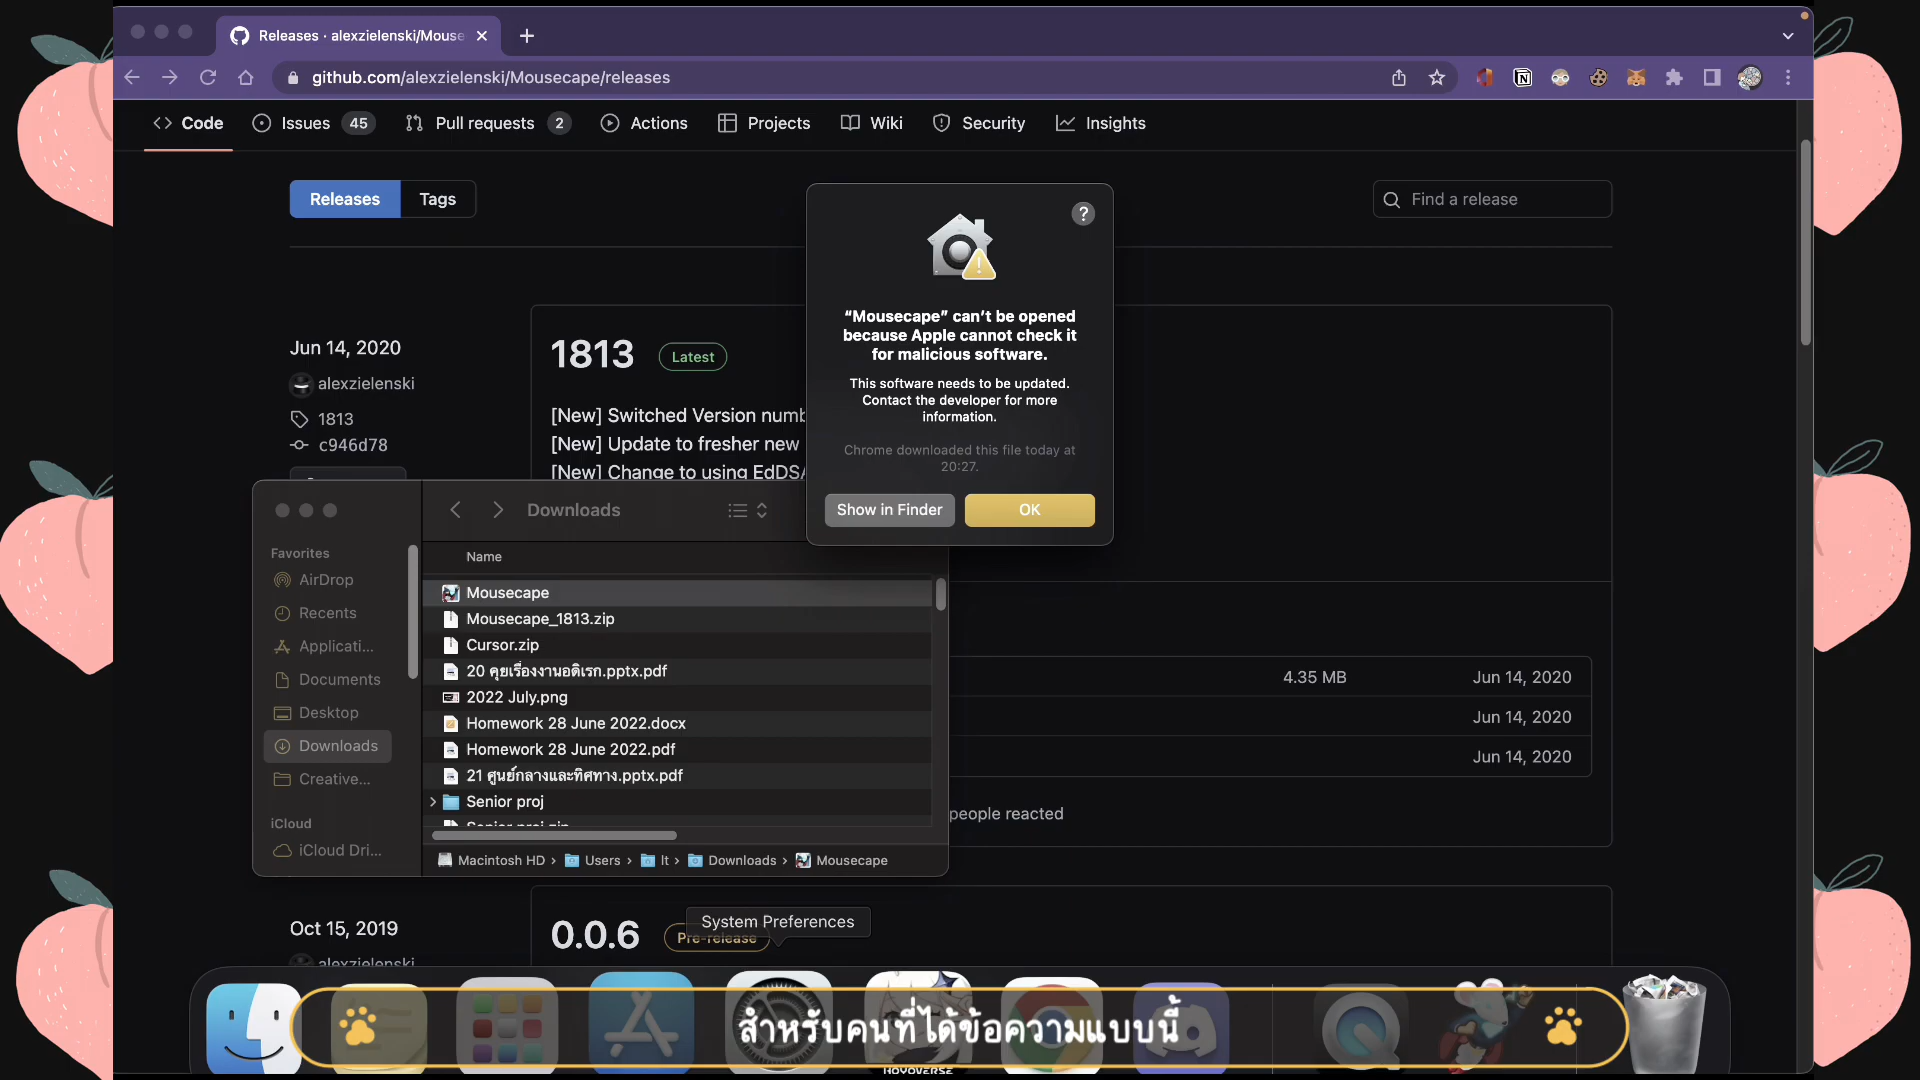 Releases · alexzielenski/Mouse
github.com/alexzielenski/Mousecape/releases
Code
Issues 45
Pull requests 2
Actions
Projects
Wiki
Security
Insights
Releases
Tags
Find a release
Jun 14, 2020
alexzielenski
1813
c946d78
1813 Latest
[New] Switched Version numb
[New] Update to fresher new
[New] Change to using EdDSA
?
“Mousecape” can’t be opened
because Apple cannot check it
for malicious software.
This software needs to be updated.
Contact the developer for more
information.
Chrome downloaded this file today at
20:27.
Show in Finder
OK
Downloads
Favorites
AirDrop
Recents
Applicati...
Documents
Desktop
Downloads
Creative...
iCloud
iCloud Dri...
Name
Mousecape
Mousecape_1813.zip
Cursor.zip
20 คุยเรื่องงานอดิเรก.pptx.pdf
2022 July.png
Homework 28 June 2022.docx
Homework 28 June 2022.pdf
21 ศูนย์กลางและทิศทาง.pptx.pdf
Senior proj
Senior proj.zip
Macintosh HD › Users › lt › Downloads › Mousecape
4.35 MB
Jun 14, 2020
Jun 14, 2020
Jun 14, 2020
people reacted
Oct 15, 2019
alexzielenski
0.0.6 Pre-release
System Preferences
สำหรับคนที่ได้ข้อความแบบนี้
HOYOVERSE